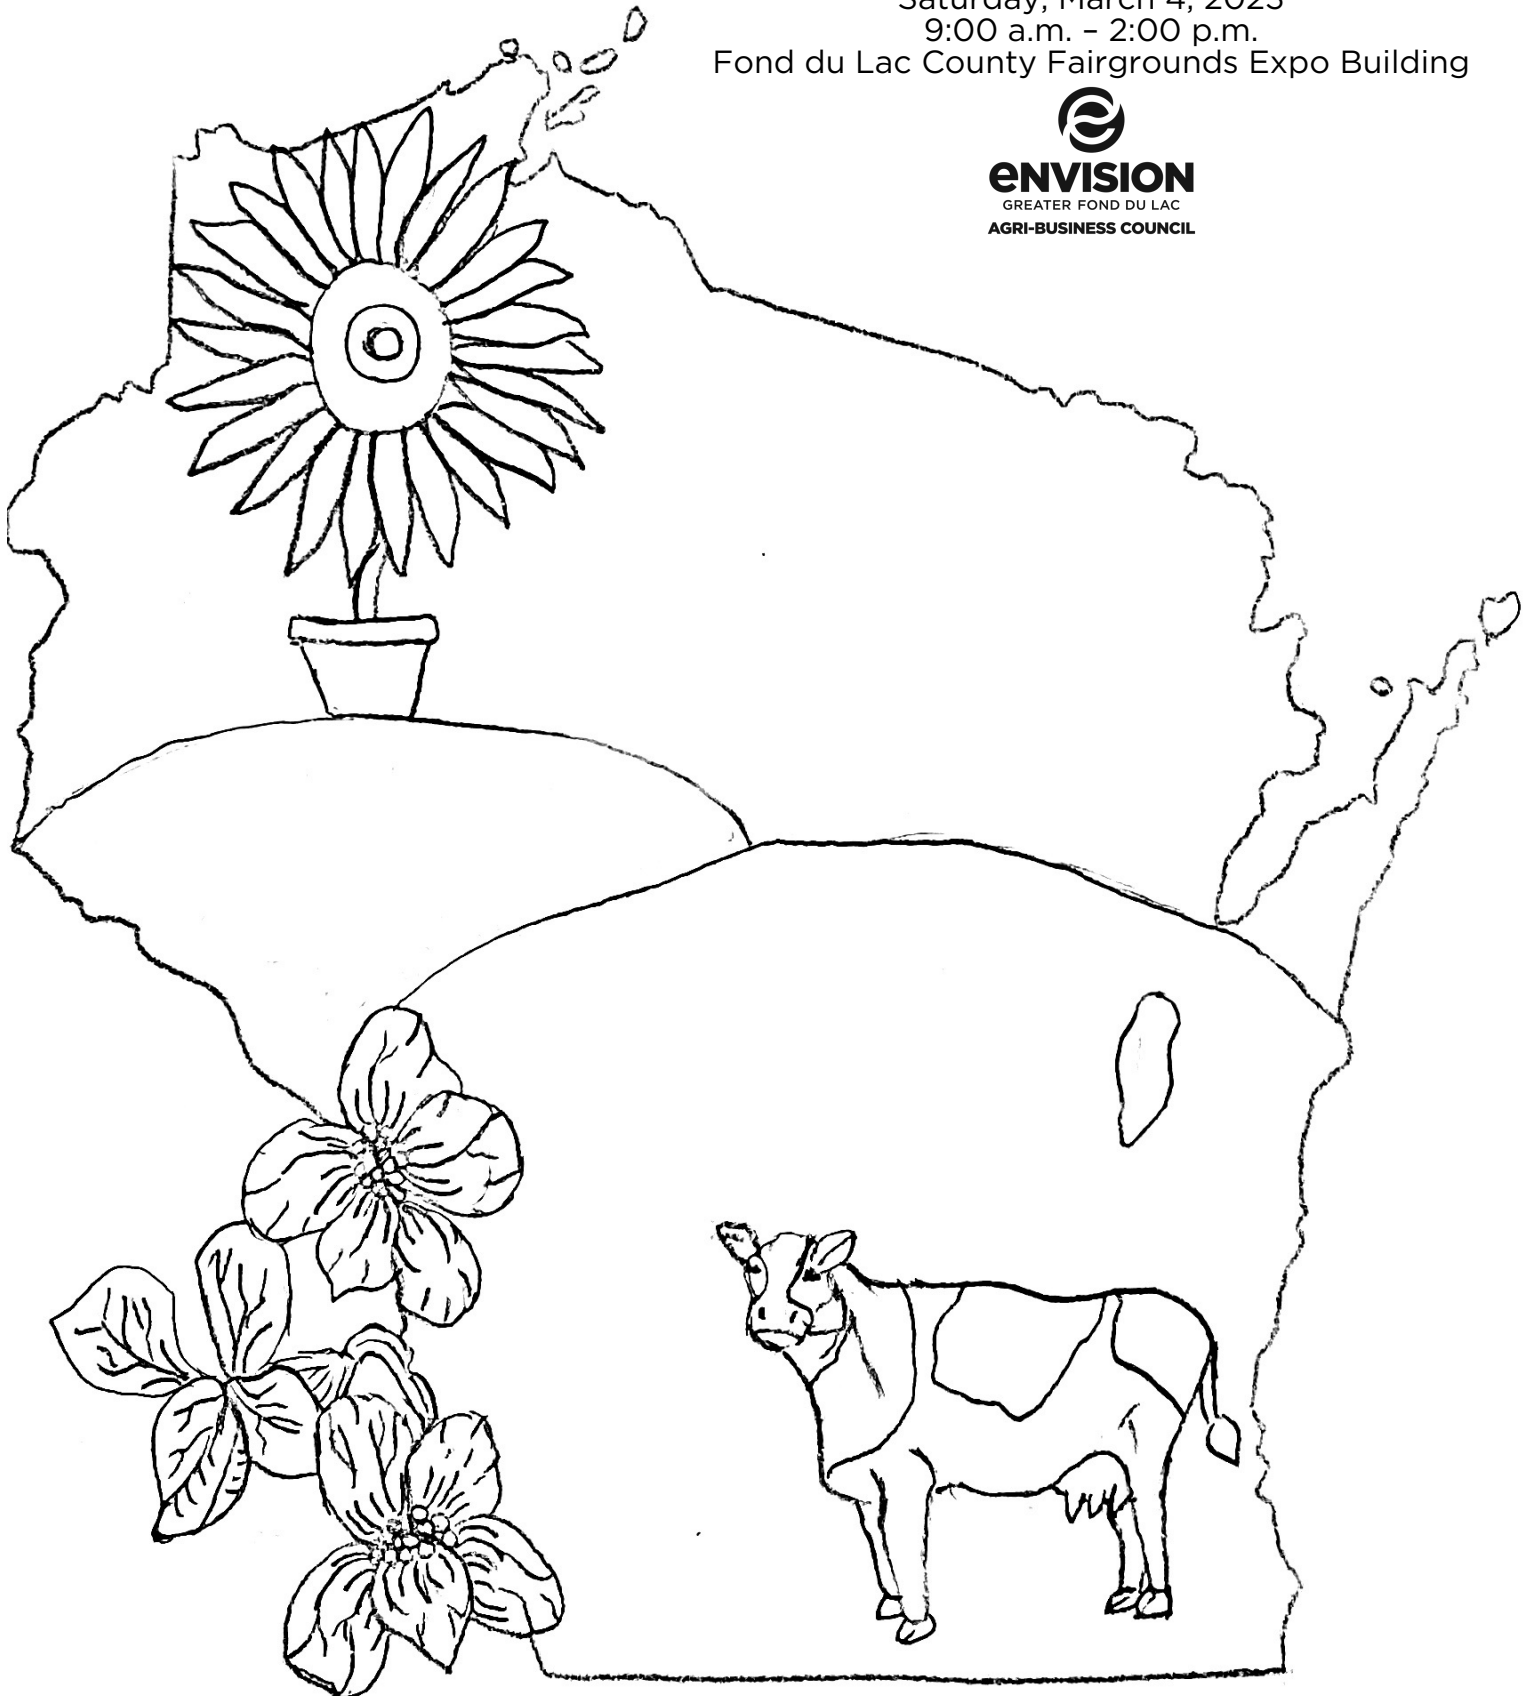 Saturday, March 4, 2023
9:00 a.m. – 2:00 p.m.
Fond du Lac County Fairgrounds Expo Building
eNVISION
GREATER FOND DU LAC
AGRI-BUSINESS COUNCIL